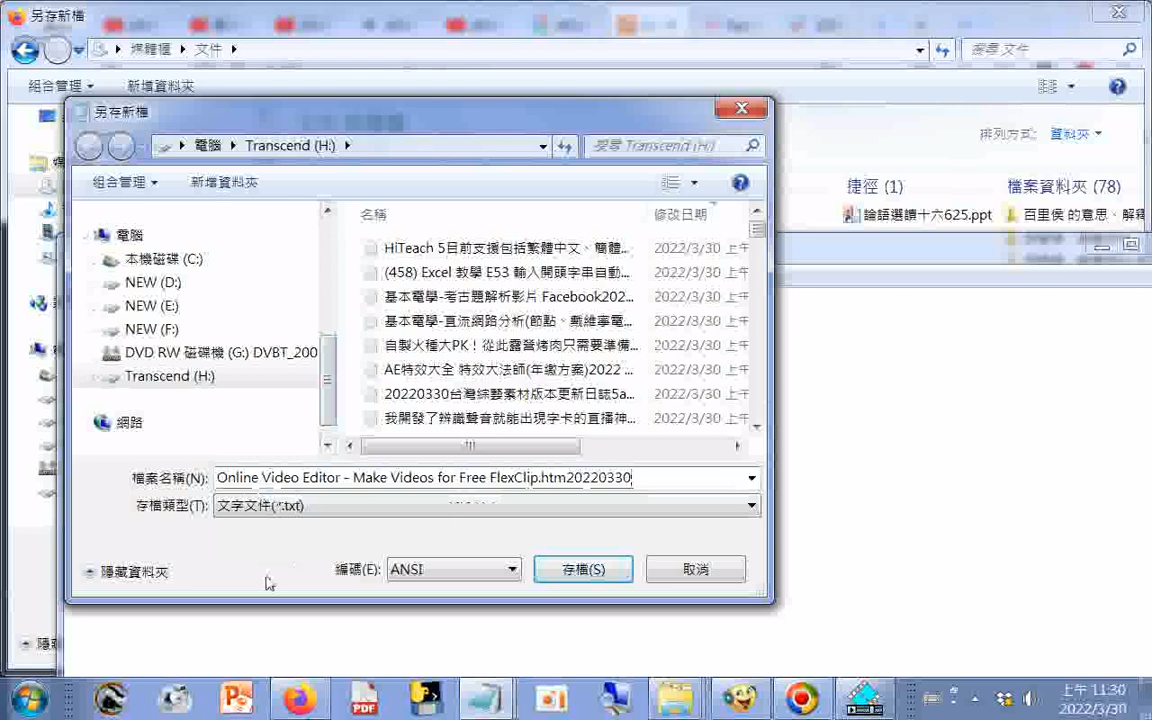 另存新檔
媒體櫃 文件 搜尋 文件
組合管理 新增資料夾
另存新檔
排列方式: 資料夾
電腦 Transcend (H:) 搜尋 Transcend (H:)
組合管理 新增資料夾
捷徑 (1) 檔案資料夾 (78)
論語選讀十六625.ppt 百里侯 的意思、解釋
名稱 修改日期
電腦
本機磁碟 (C:)
NEW (D:)
NEW (E:)
NEW (F:)
DVD RW 磁碟機 (G:) DVBT_200
Transcend (H:)
網路
HiTeach 5目前支援包括繁體中文、簡體... 2022/3/30 上午
(458) Excel 教學 E53 輸入開頭字串自動... 2022/3/30 上午
基本電學-考古題解析影片 Facebook202... 2022/3/30 上午
基本電學-直流網路分析(節點、戴維寧電... 2022/3/30 上午
自製火種大PK！從此露營烤肉只需要準備... 2022/3/30 上午
AE特效大全 特效大法師(年繳方案)2022 ... 2022/3/30 上午
20220330台灣綜藝素材版本更新日誌5a... 2022/3/30 上午
我開發了辨識聲音就能出現字卡的直播神... 2022/3/30 上午
檔案名稱(N): Online Video Editor - Make Videos for Free FlexClip.htm20220330
存檔類型(T): 文字文件(*.txt)
隱藏資料夾 編碼(E): ANSI 存檔(S) 取消
隱藏
PDF
上午 11:30
2022/3/30